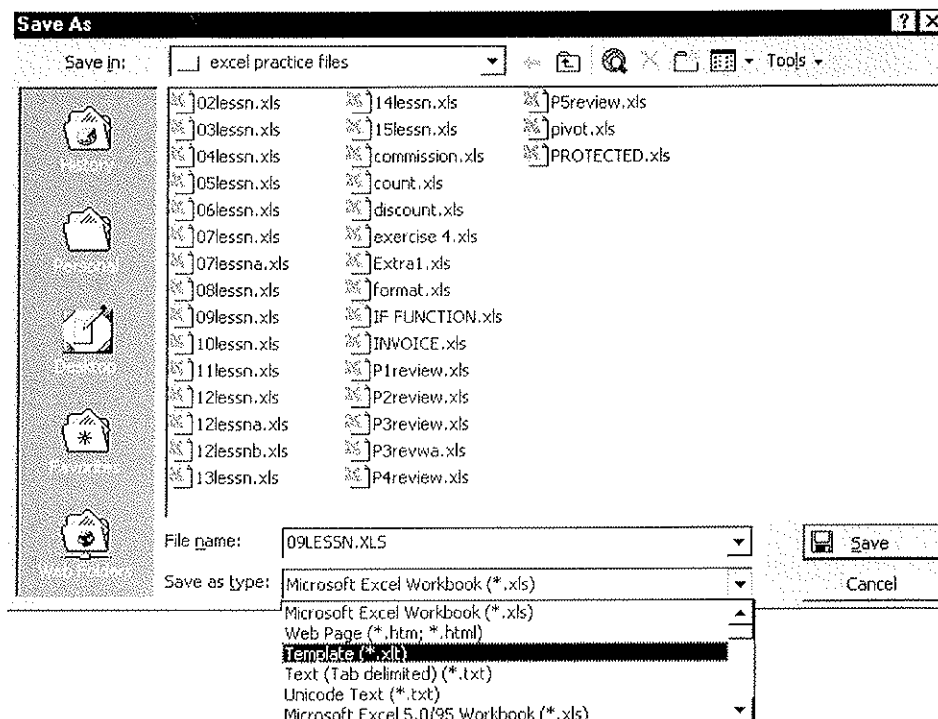 Save As
Save in:
excel practice files
Tools
02lessn.xls
03lessn.xls
04lessn.xls
05lessn.xls
06lessn.xls
07lessn.xls
07lessna.xls
08lessn.xls
09lessn.xls
10lessn.xls
11lessn.xls
12lessn.xls
12lessna.xls
12lessnb.xls
13lessn.xls
14lessn.xls
15lessn.xls
commission.xls
count.xls
discount.xls
exercise 4.xls
Extra1.xls
format.xls
IF FUNCTION.xls
INVOICE.xls
P1review.xls
P2review.xls
P3review.xls
P3revwa.xls
P4review.xls
P5review.xls
pivot.xls
PROTECTED.xls
Personal
Desktop
File name:
09LESSN.XLS
Save
Save as type:
Microsoft Excel Workbook (*.xls)
Cancel
Microsoft Excel Workbook (*.xls)
Web Page (*.htm; *.html)
Template (*.xlt)
Text (Tab delimited) (*.txt)
Unicode Text (*.txt)
Microsoft Excel 5.0/95 Workbook (*.xls)